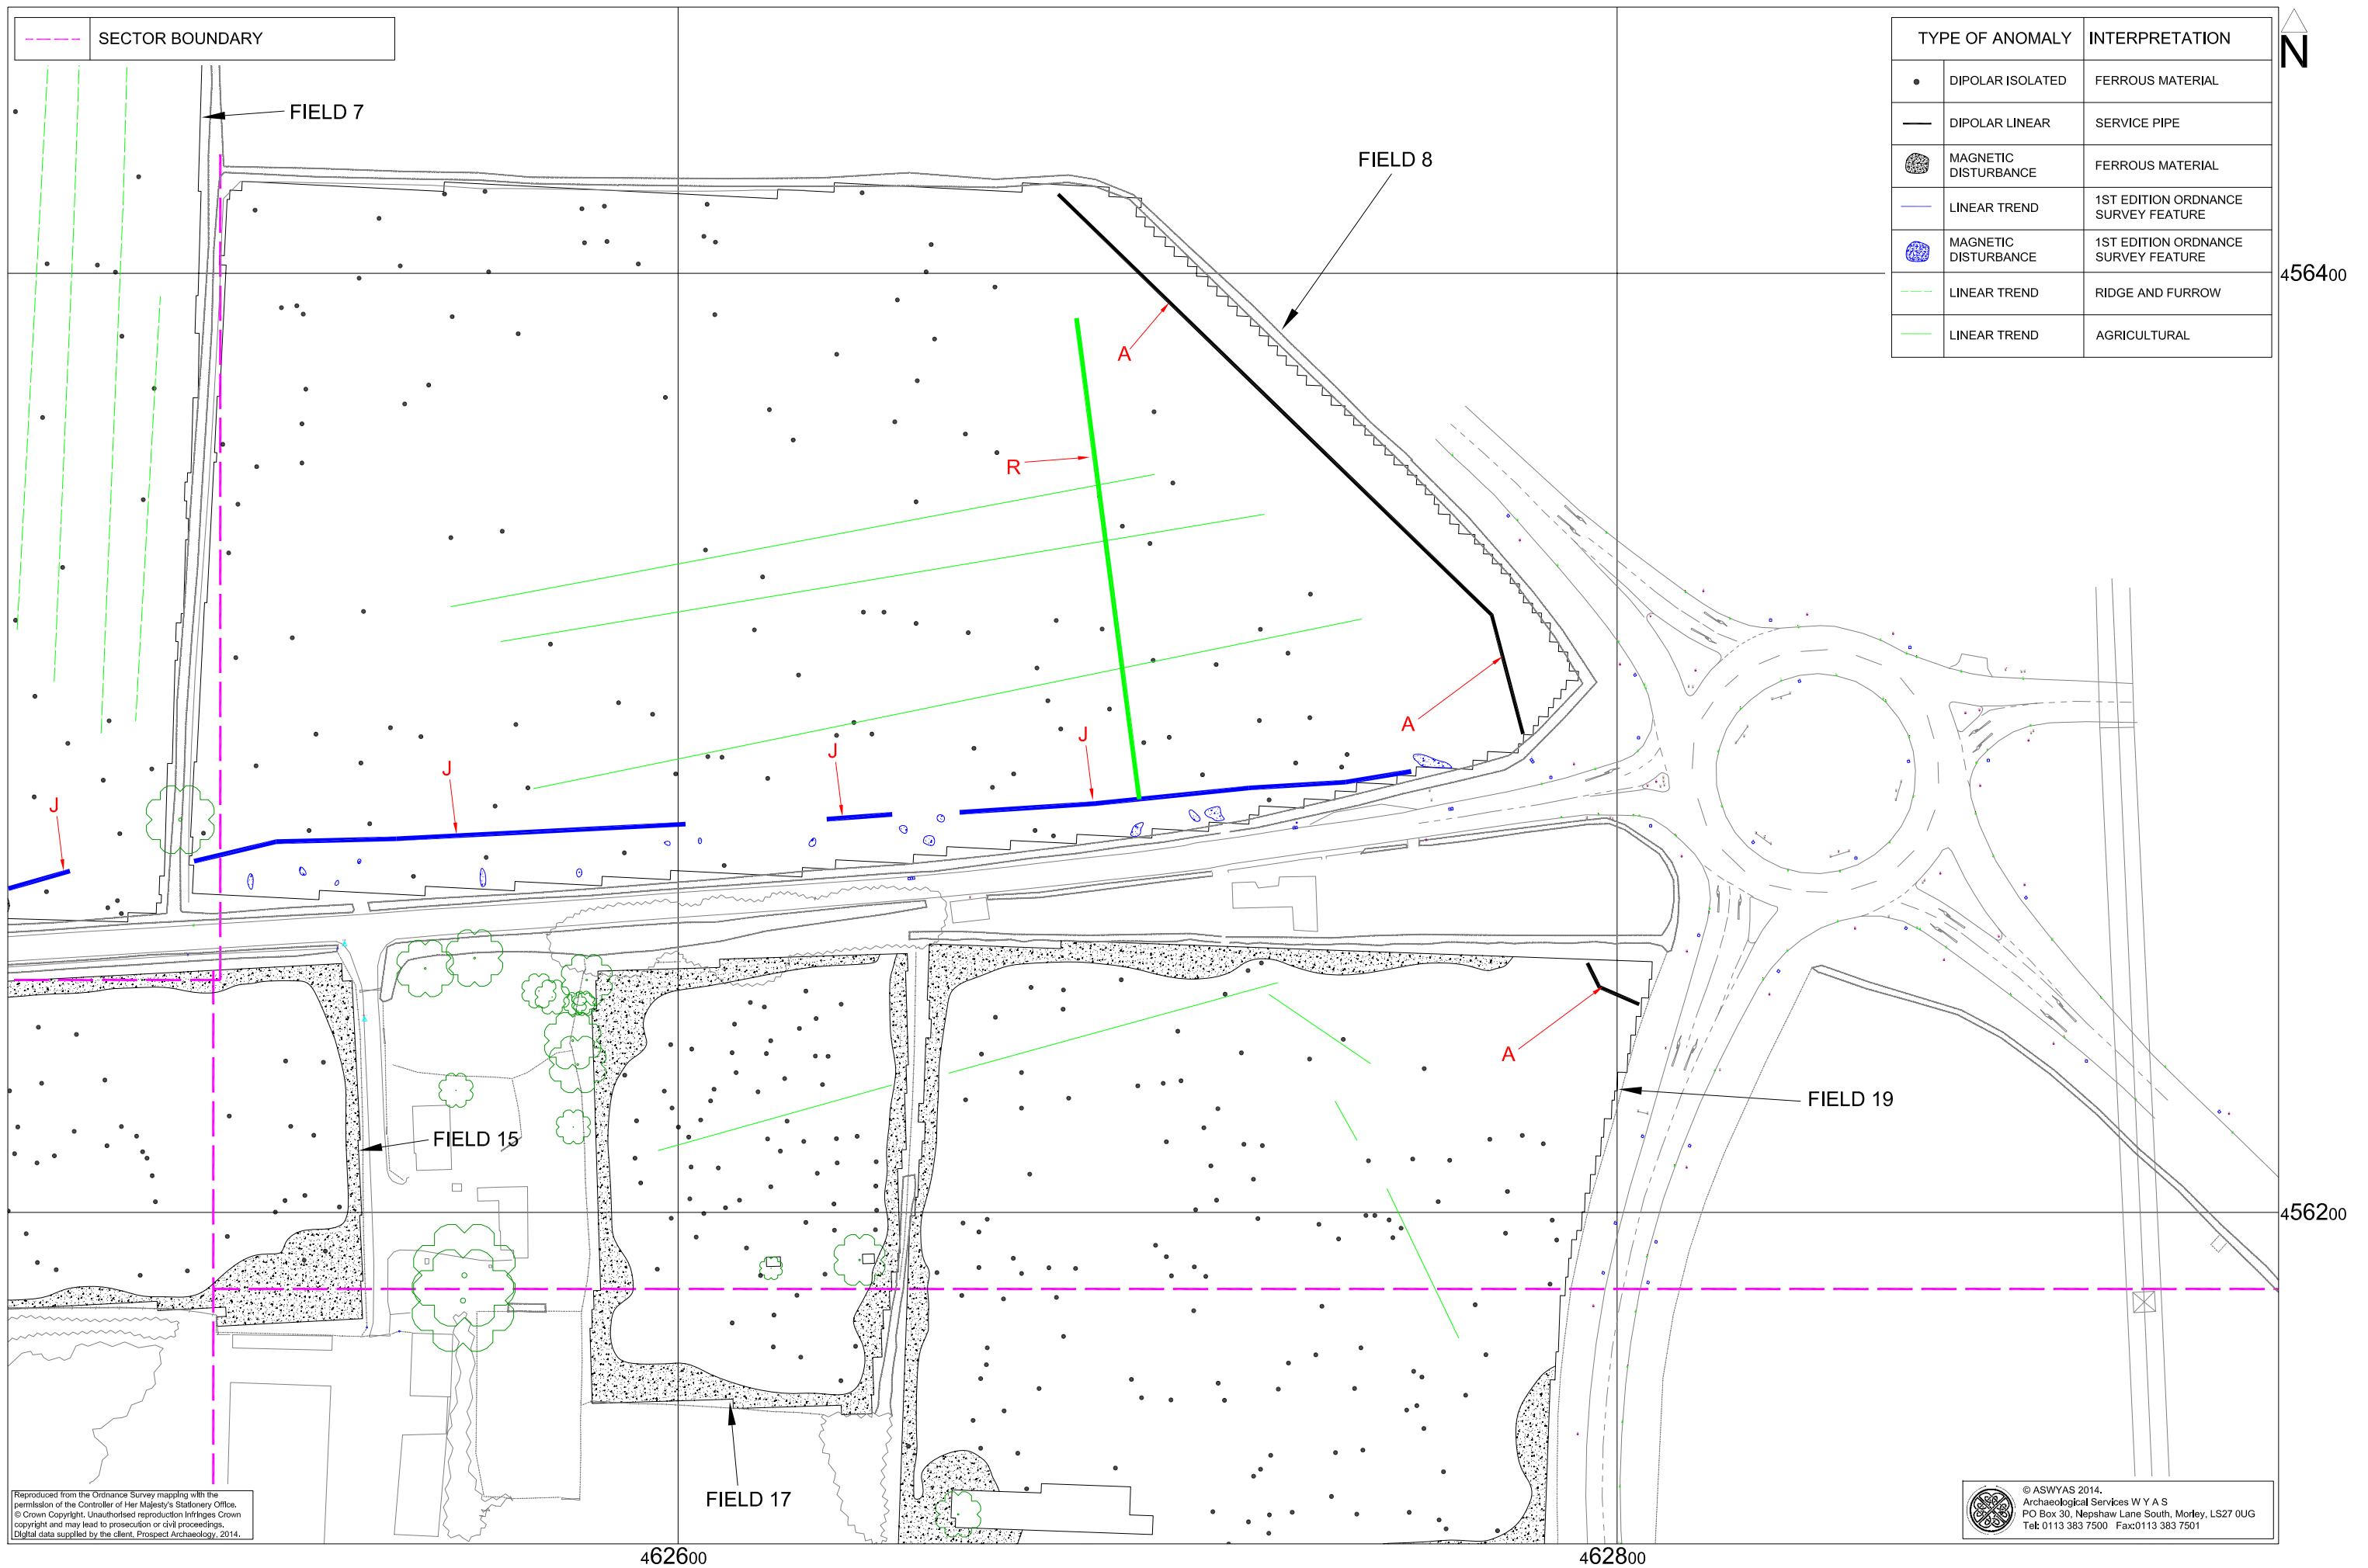 SECTOR BOUNDARY
TYPE OF ANOMALY INTERPRETATION
DIPOLAR ISOLATED FERROUS MATERIAL
DIPOLAR LINEAR SERVICE PIPE
MAGNETIC DISTURBANCE FERROUS MATERIAL
LINEAR TREND 1ST EDITION ORDNANCE SURVEY FEATURE
MAGNETIC DISTURBANCE 1ST EDITION ORDNANCE SURVEY FEATURE
LINEAR TREND RIDGE AND FURROW
LINEAR TREND AGRICULTURAL
N
FIELD 7
FIELD 8
456400
A
R
A
J
J
J
J
A
FIELD 19
FIELD 15
456200
FIELD 17
Reproduced from the Ordnance Survey mapping with the
permission of the Controller of Her Majesty's Stationery Office.
© Crown Copyright. Unauthorised reproduction infringes Crown
copyright and may lead to prosecution or civil proceedings.
Digital data supplied by the client, Prospect Archaeology, 2014.
© ASWYAS 2014.
Archaeological Services W Y A S
PO Box 30, Nepshaw Lane South, Morley, LS27 0UG
Tel: 0113 383 7500 Fax:0113 383 7501
462600
462800